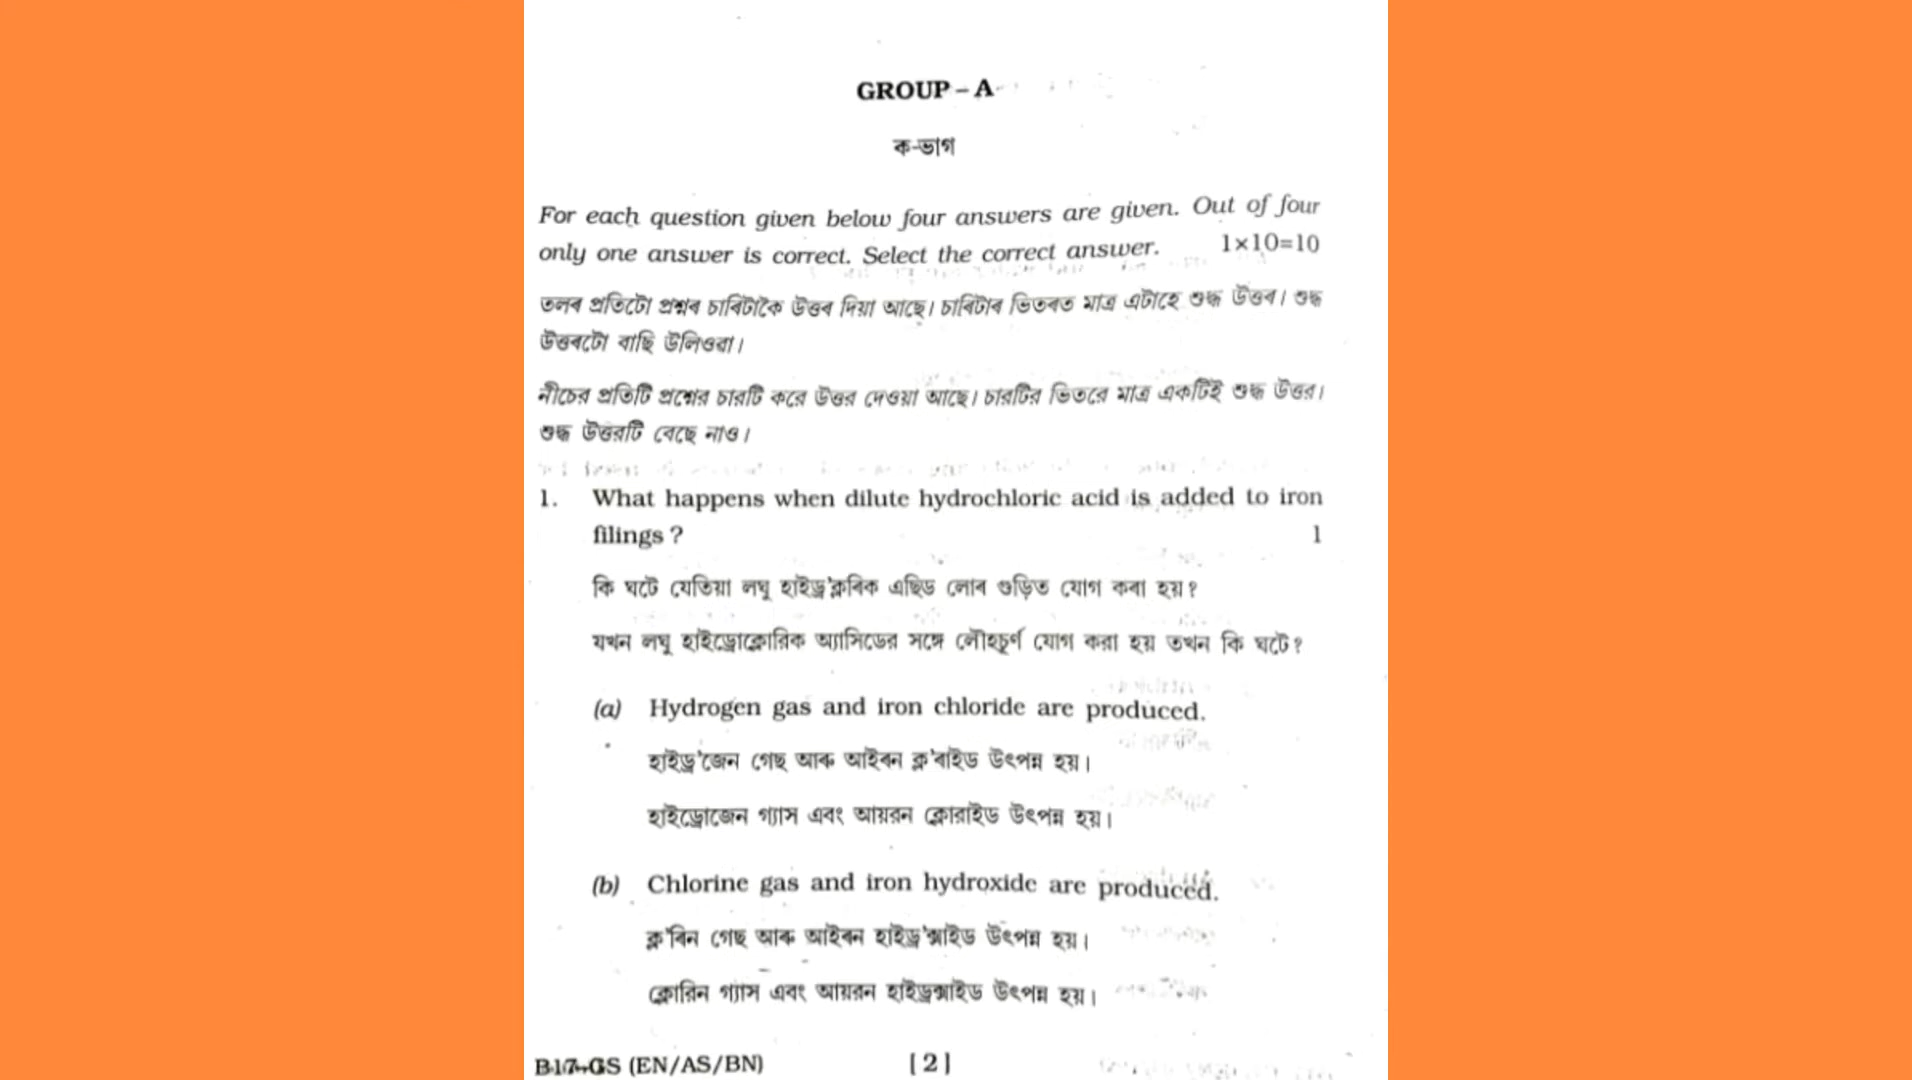 GROUP – A
ক-ভাগ
For each question given below four answers are given. Out of four
only one answer is correct. Select the correct answer. 1×10=10
তলৰ প্ৰতিটো প্ৰশ্নৰ চাৰিটাকৈ উত্তৰ দিয়া আছে। চাৰিটাৰ ভিতৰত মাত্ৰ এটাহে শুদ্ধ উত্তৰ। শুদ্ধ
উত্তৰটো বাছি উলিওৱা।
নীচের প্রতিটি প্রশ্নের চারটি করে উত্তর দেওয়া আছে। চারটির ভিতরে মাত্র একটিই শুদ্ধ উত্তর।
শুদ্ধ উত্তরটি বেছে নাও।
1. What happens when dilute hydrochloric acid is added to iron
filings ? 1
কি ঘটে যেতিয়া লঘু হাইড্ৰ'ক্লৰিক এছিড লোৰ গুড়িত যোগ কৰা হয়?
যখন লঘু হাইড্রোক্লোরিক অ্যাসিডের সঙ্গে লৌহচূর্ণ যোগ করা হয় তখন কি ঘটে?
(a) Hydrogen gas and iron chloride are produced.
হাইড্ৰ'জেন গেছ আৰু আইৰন ক্ল'ৰাইড উৎপন্ন হয়।
হাইড্রোজেন গ্যাস এবং আয়রন ক্লোরাইড উৎপন্ন হয়।
(b) Chlorine gas and iron hydroxide are produced.
ক্ল'ৰিন গেছ আৰু আইৰন হাইড্ৰ'ক্সাইড উৎপন্ন হয়।
ক্লোরিন গ্যাস এবং আয়রন হাইড্রক্সাইড উৎপন্ন হয়।
B17-GS (EN/AS/BN) [ 2 ]